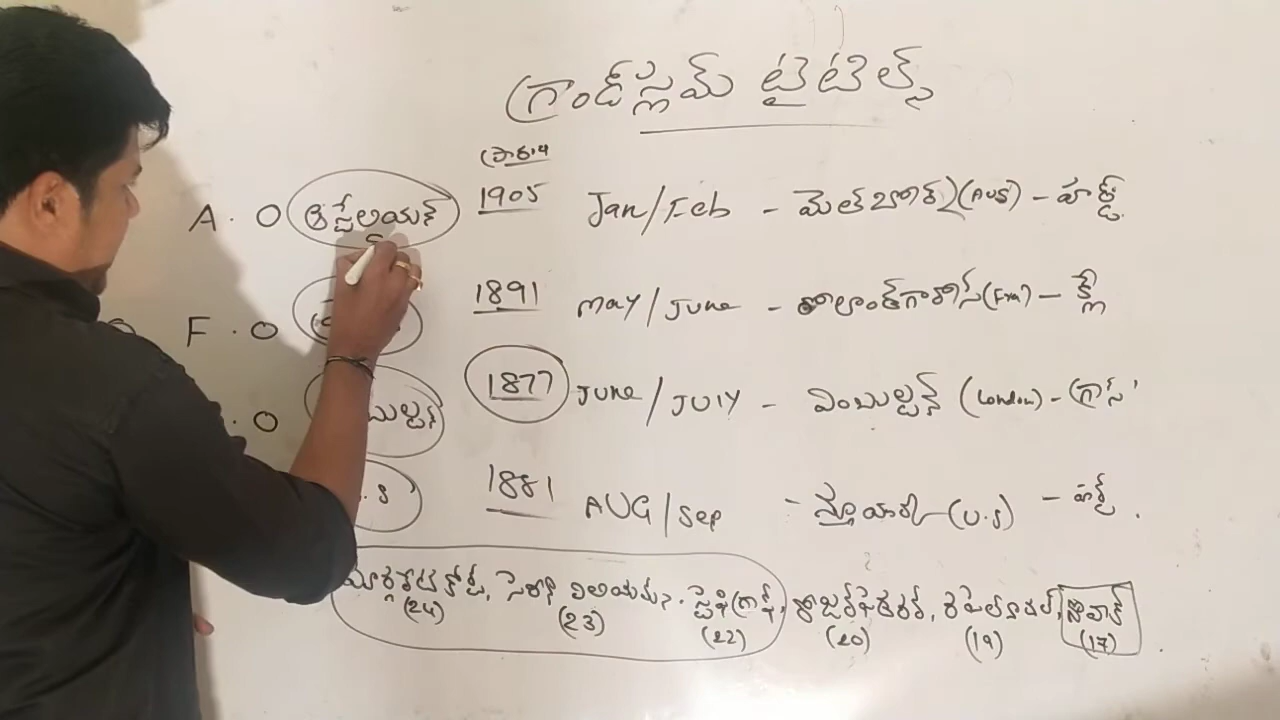 గ్రాండ్‌స్లమ్ టైటిల్స్
ప్రారంభ
A. O ఆస్ట్రేలియన్ 1905 Jan/Feb - మెల్‌బోర్న్ (Aus) - హార్డ్
F. O 1891 May/June - రోలాండ్‌గారోస్ (Fra) - క్లే
. O 1877 June/JULY - వింబుల్డన్ (London) - గ్రాస్
. S 1881 AUG/Sep - న్యూయార్క్ (U.S) - హార్డ్.
మార్గరేట్ కోర్ట్, సెరీనా విలియమ్స్. స్టెఫీగ్రాఫ్, రోజర్ ఫెదరర్, రఫెల్ నాదల్, జొకోవిచ్
(24) (23) (22) (20) (19) (17)